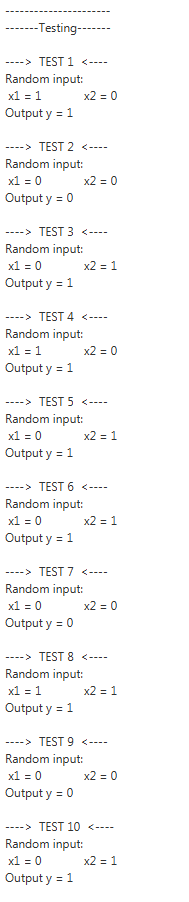 ----------------------
-------Testing-------
----> TEST 1 <----
Random input:
x1 = 1 x2 = 0
Output y = 1
----> TEST 2 <----
Random input:
x1 = 0 x2 = 0
Output y = 0
----> TEST 3 <----
Random input:
x1 = 0 x2 = 1
Output y = 1
----> TEST 4 <----
Random input:
x1 = 1 x2 = 0
Output y = 1
----> TEST 5 <----
Random input:
x1 = 0 x2 = 1
Output y = 1
----> TEST 6 <----
Random input:
x1 = 0 x2 = 1
Output y = 1
----> TEST 7 <----
Random input:
x1 = 0 x2 = 0
Output y = 0
----> TEST 8 <----
Random input:
x1 = 1 x2 = 1
Output y = 1
----> TEST 9 <----
Random input:
x1 = 0 x2 = 0
Output y = 0
----> TEST 10 <----
Random input:
x1 = 0 x2 = 1
Output y = 1